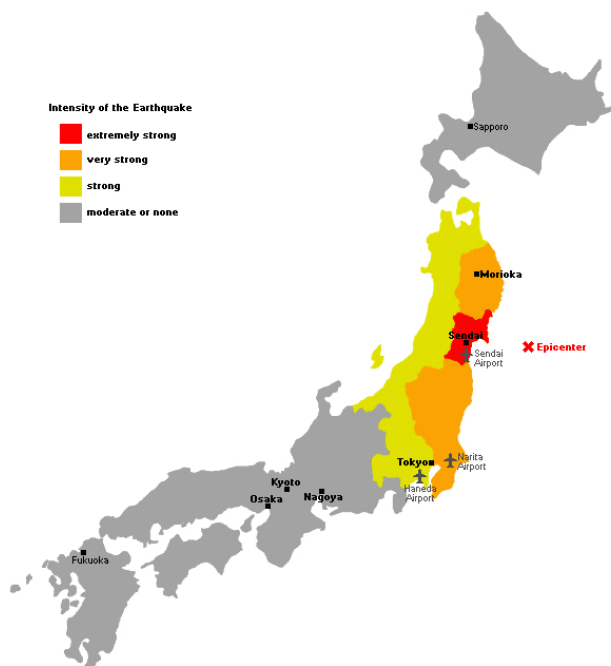 Intensity of the Earthquake
extremely strong
very strong
strong
moderate or none
Sapporo
Morioka
Sendai
Epicenter
Sendai
Airport
Tokyo
Narita
Airport
Haneda
Airport
Kyoto
Osaka
Nagoya
Fukuoka